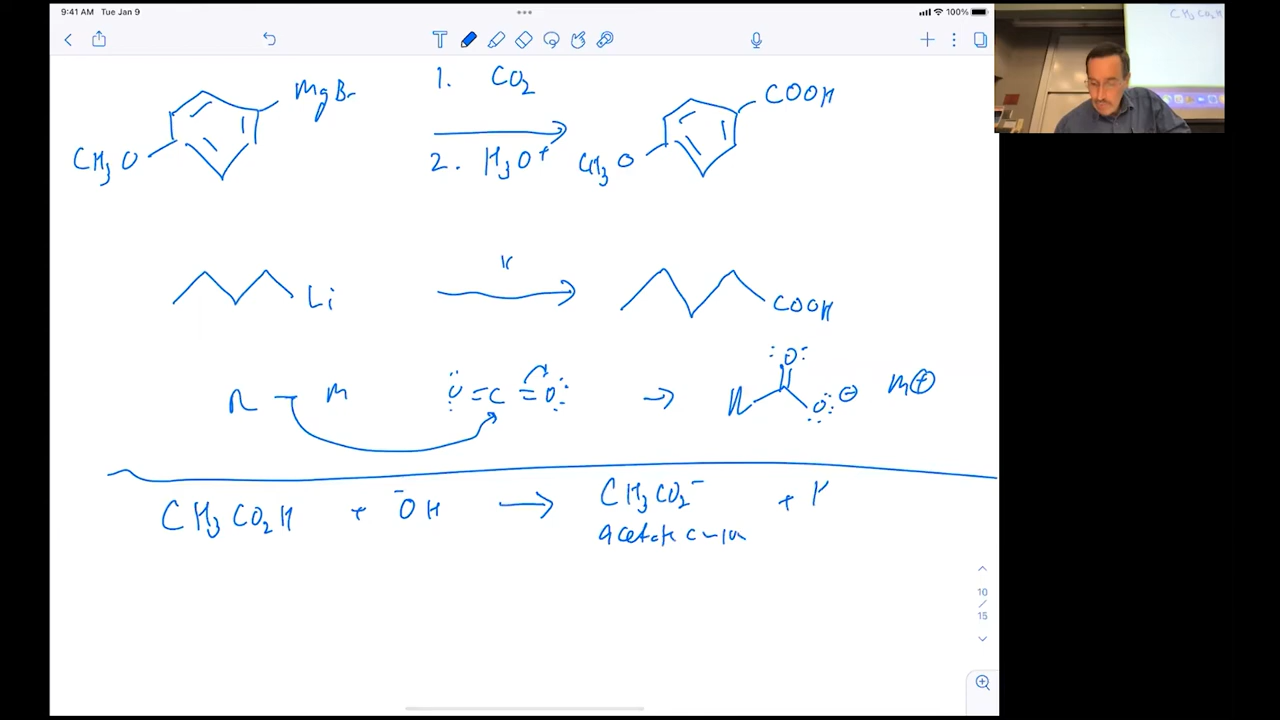 9:41 AM Tue Jan 9
100%
T
MgBr
CH3O
1. CO2
2. H3O+
COOH
CH3O
Li
"
COOH
R - M
O=C=O
→
R
O
O ⊖
M⊕
CH3CO2H + -OH → CH3CO2- + H
acetate anion
10
/
15
CH3CO2H